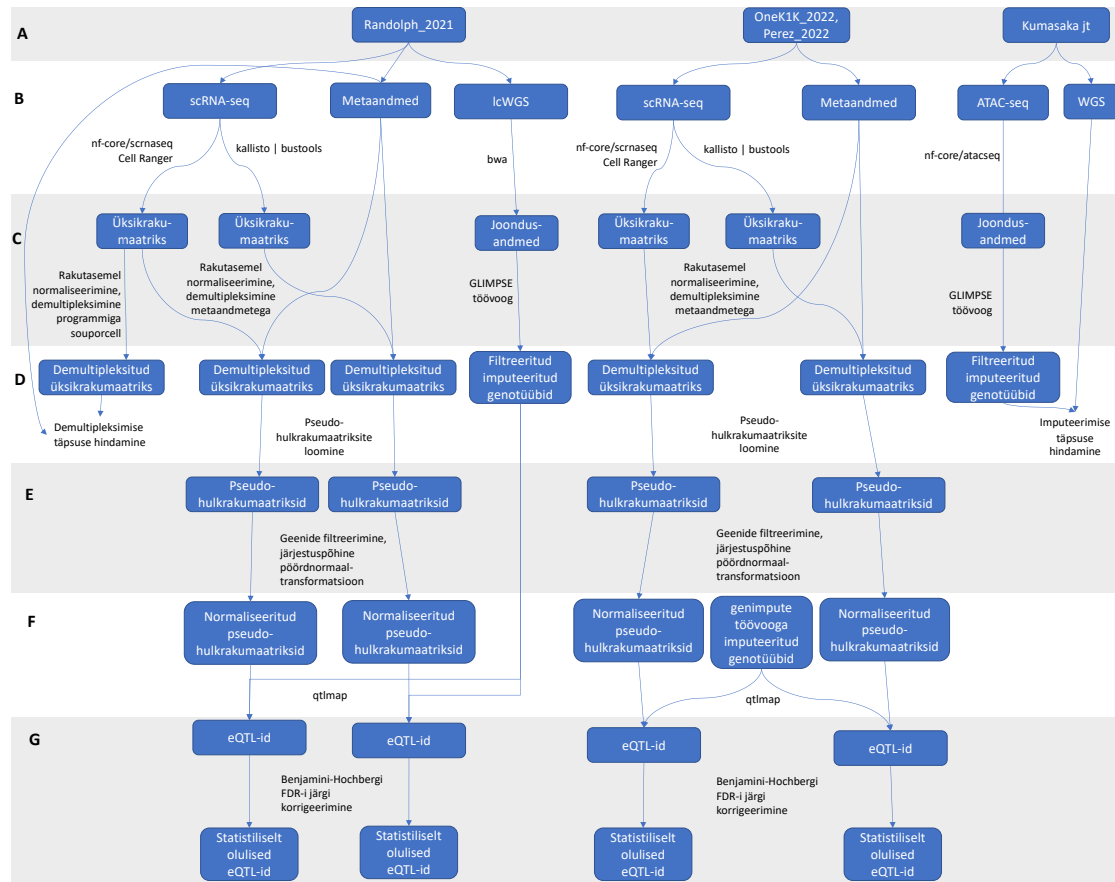 A
Randolph_2021
OneK1K_2022,
Perez_2022
Kumasaka jt
B
scRNA-seq
Metaandmed
lcWGS
scRNA-seq
Metaandmed
ATAC-seq
WGS
nf-core/scrnaseq
Cell Ranger
kallisto | bustools
bwa
nf-core/scrnaseq
Cell Ranger
kallisto | bustools
nf-core/atacseq
C
Üksikraku-
maatriks
Üksikraku-
maatriks
Joondus-
andmed
Üksikraku-
maatriks
Üksikraku-
maatriks
Joondus-
andmed
Rakutasemel
normaliseerimine,
demultipleksimine
programmiga
souporcell
Rakutasemel
normaliseerimine,
demultipleksimine
metaandmetega
GLIMPSE
töövoog
Rakutasemel
normaliseerimine,
demultipleksimine
metaandmetega
GLIMPSE
töövoog
D
Demultipleksitud
üksikrakumaatriks
Demultipleksitud
üksikrakumaatriks
Demultipleksitud
üksikrakumaatriks
Filtreeritud
imputeeritud
genotüübid
Demultipleksitud
üksikrakumaatriks
Demultipleksitud
üksikrakumaatriks
Filtreeritud
imputeeritud
genotüübid
Demultipleksimise
täpsuse hindamine
Pseudo-
hulkrakumaatriksite
loomine
Pseudo-
hulkrakumaatriksite
loomine
Imputeerimise
täpsuse
hindamine
E
Pseudo-
hulkrakumaatriksid
Pseudo-
hulkrakumaatriksid
Pseudo-
hulkrakumaatriksid
Pseudo-
hulkrakumaatriksid
Geenide filtreerimine,
järjestuspõhine
pöördnormaal-
transformatsioon
Geenide filtreerimine,
järjestuspõhine
pöördnormaal-
transformatsioon
F
Normaliseeritud
pseudo-
hulkrakumaatriksid
Normaliseeritud
pseudo-
hulkrakumaatriksid
Normaliseeritud
pseudo-
hulkrakumaatriksid
genimpute
töövooga
imputeeritud
genotüübid
Normaliseeritud
pseudo-
hulkrakumaatriksid
qtlmap
qtlmap
G
eQTL-id
eQTL-id
eQTL-id
eQTL-id
Benjamini-Hochbergi
FDR-i järgi
korrigeerimine
Benjamini-Hochbergi
FDR-i järgi
korrigeerimine
Statistiliselt
olulised
eQTL-id
Statistiliselt
olulised
eQTL-id
Statistiliselt
olulised
eQTL-id
Statistiliselt
olulised
eQTL-id